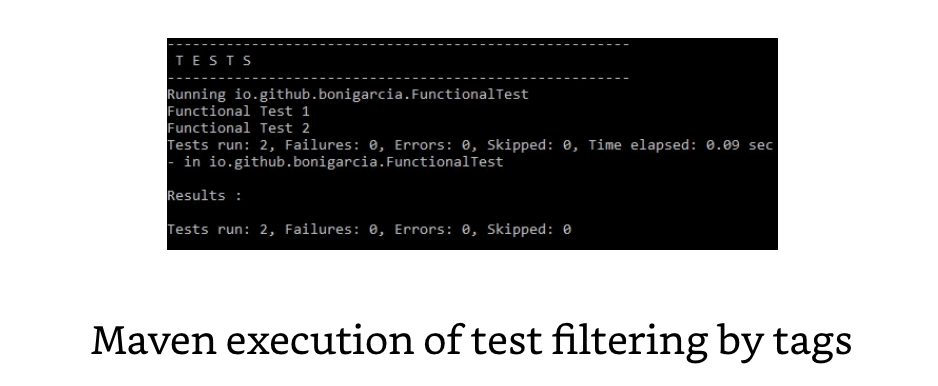 -------------------------------------------------------
T E S T S
-------------------------------------------------------
Running io.github.bonigarcia.FunctionalTest
Functional Test 1
Functional Test 2
Tests run: 2, Failures: 0, Errors: 0, Skipped: 0, Time elapsed: 0.09 sec
- in io.github.bonigarcia.FunctionalTest
Results :
Tests run: 2, Failures: 0, Errors: 0, Skipped: 0
Maven execution of test filtering by tags